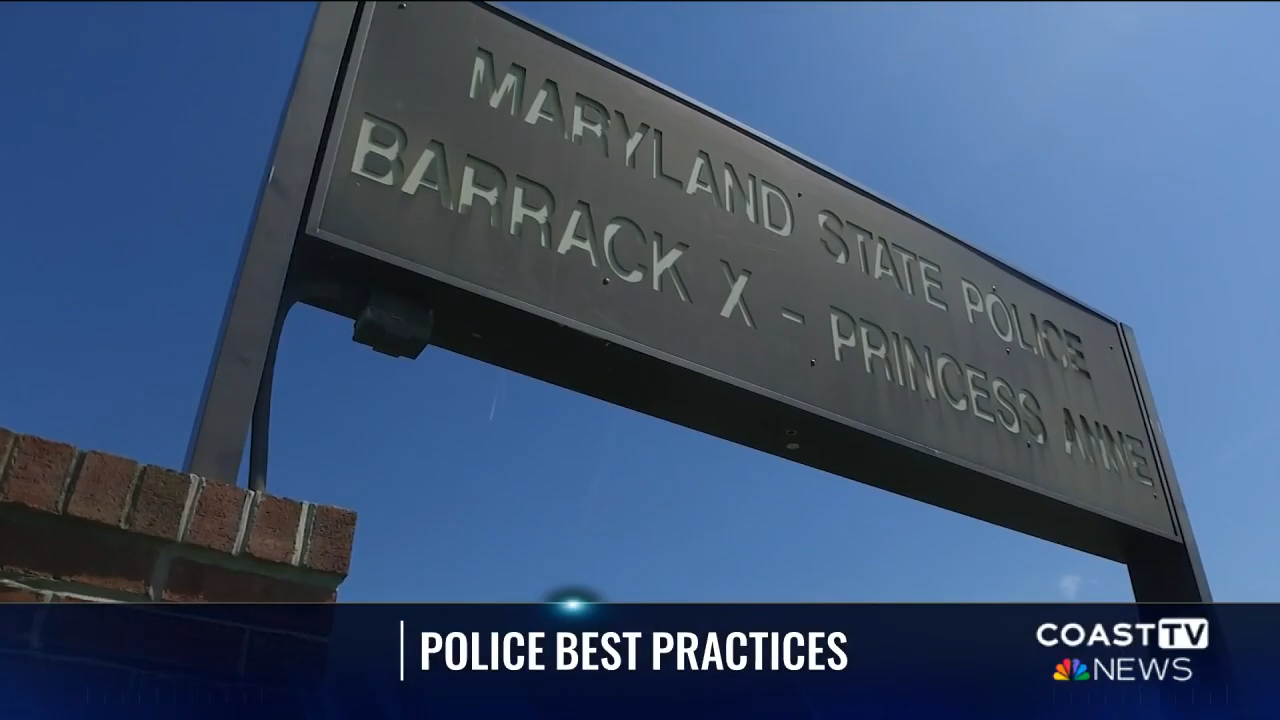 MARYLAND STATE POLICE
BARRACK X - PRINCESS ANNE
POLICE BEST PRACTICES
COAST TV
NEWS